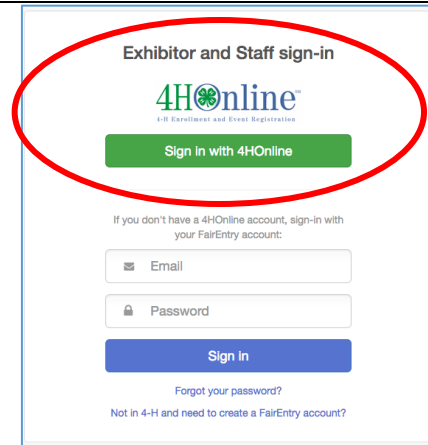 Exhibitor and Staff sign-in
4HOnline™
4-H Enrollment and Event Registration
Sign in with 4HOnline
If you don't have a 4HOnline account, sign-in with
your FairEntry account:
Email
Password
Sign in
Forgot your password?
Not in 4-H and need to create a FairEntry account?